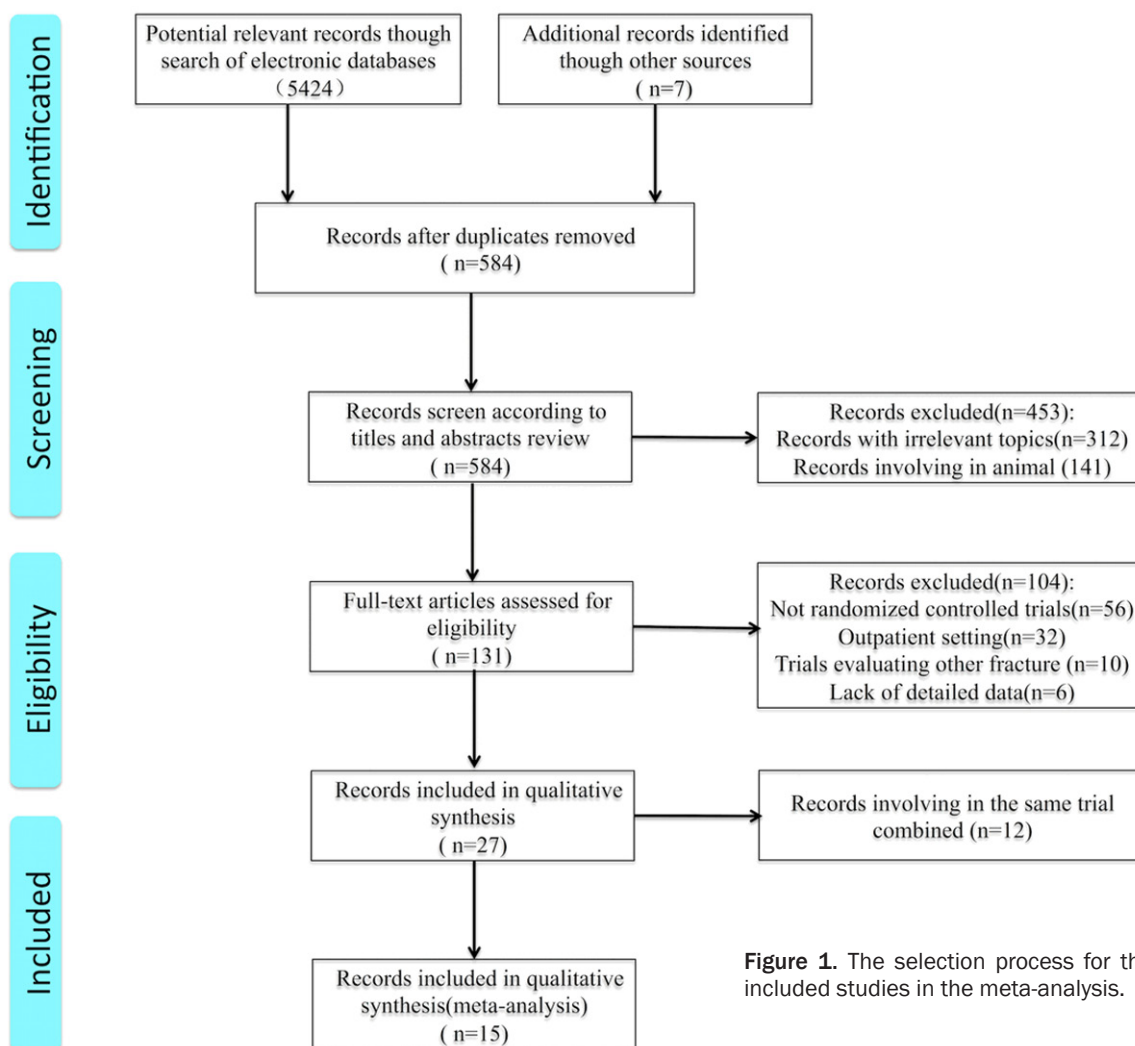 Identification
Potential relevant records though
search of electronic databases
（5424）
Additional records identified
though other sources
( n=7)
Records after duplicates removed
( n=584)
Screening
Records screen according to
titles and abstracts review
( n=584)
Records excluded(n=453):
Records with irrelevant topics(n=312)
Records involving in animal (141)
Eligibility
Full-text articles assessed for
eligibility
( n=131)
Records excluded(n=104):
Not randomized controlled trials(n=56)
Outpatient setting(n=32)
Trials evaluating other fracture (n=10)
Lack of detailed data(n=6)
Records included in qualitative
synthesis
( n=27)
Records involving in the same trial
combined (n=12)
Included
Records included in qualitative
synthesis(meta-analysis)
( n=15)
Figure 1. The selection process for th
included studies in the meta-analysis.